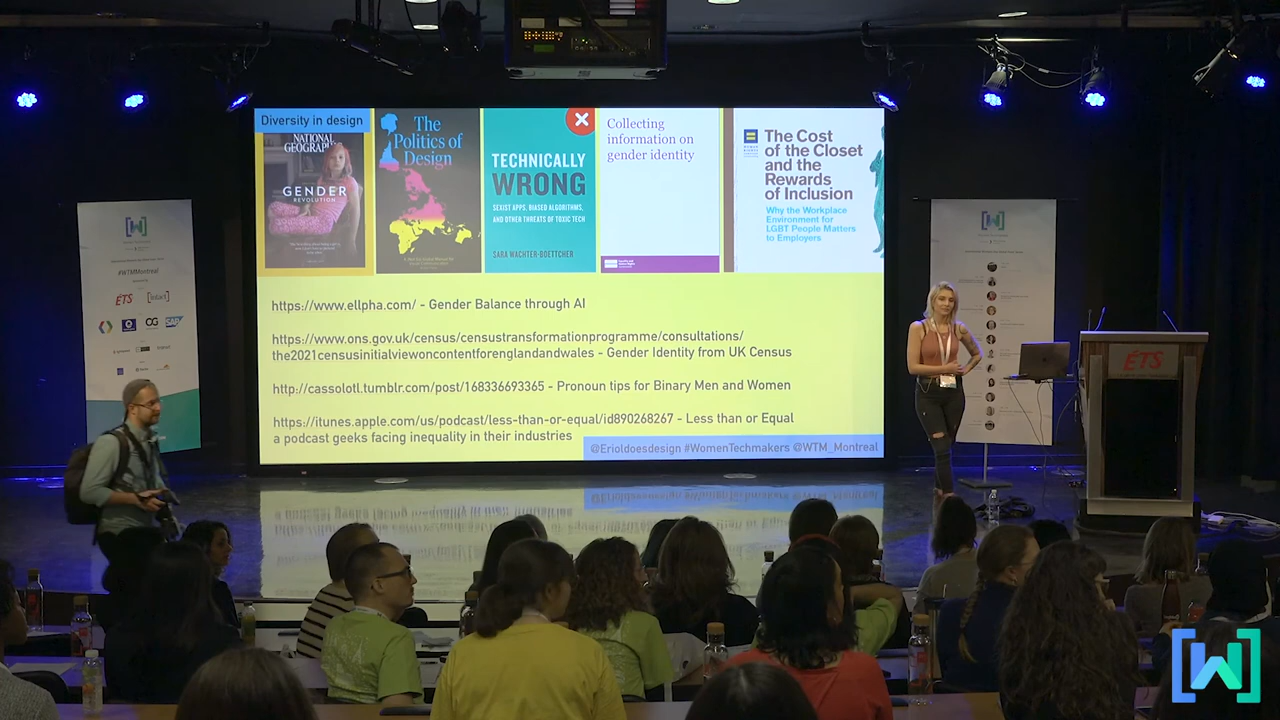 Diversity in design
NATIONAL
GEOGRAPHIC
GENDER
REVOLUTION
The
Politics of
Design
TECHNICALLY
WRONG
SEXIST APPS, BIASED ALGORITHMS,
AND OTHER THREATS OF TOXIC TECH
SARA WACHTER-BOETTCHER
Collecting
information on
gender identity
The Cost
of the Closet
and the
Rewards
of Inclusion
Why the Workplace
Environment for
LGBT People Matters
to Employers
https://www.ellpha.com/ - Gender Balance through AI
https://www.ons.gov.uk/census/censustransformationprogramme/consultations/
the2021censusinitialviewoncontentforenglandandwales - Gender Identity from UK Census
http://cassolotl.tumblr.com/post/168336693365 - Pronoun tips for Binary Men and Women
https://itunes.apple.com/us/podcast/less-than-or-equal/id890268267 - Less than or Equal
a podcast geeks facing inequality in their industries
@Erioldoesdesign #WomenTechmakers @WTM_Montreal
#WTMMontreal
ÉTS
[intact]
CG
SAP
ÉTS